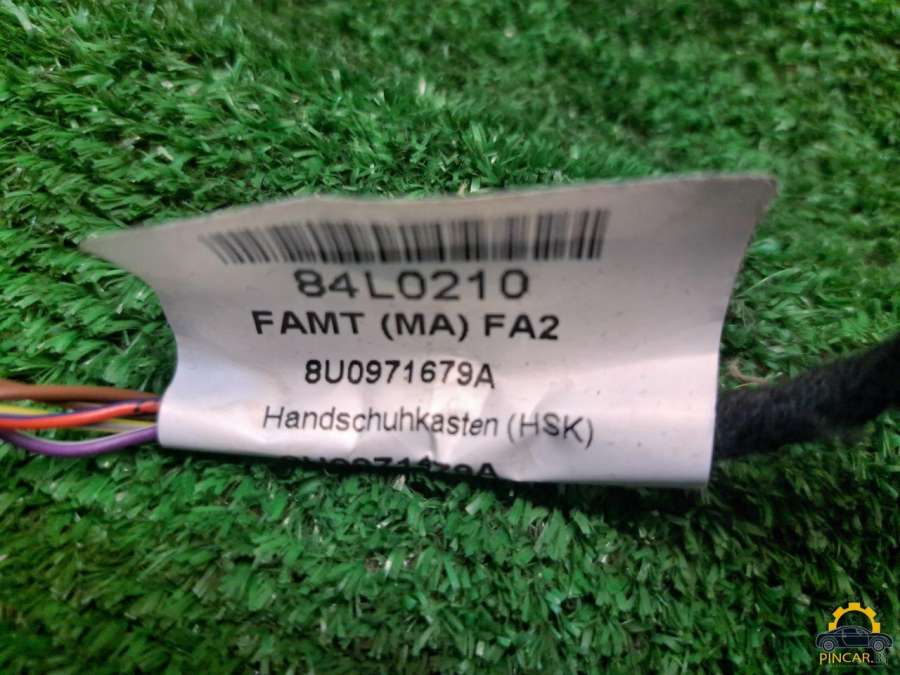 84L0210
FAMT (MA) FA2
8U0971679A
Handschuhkasten (HSK)
PINCAR.